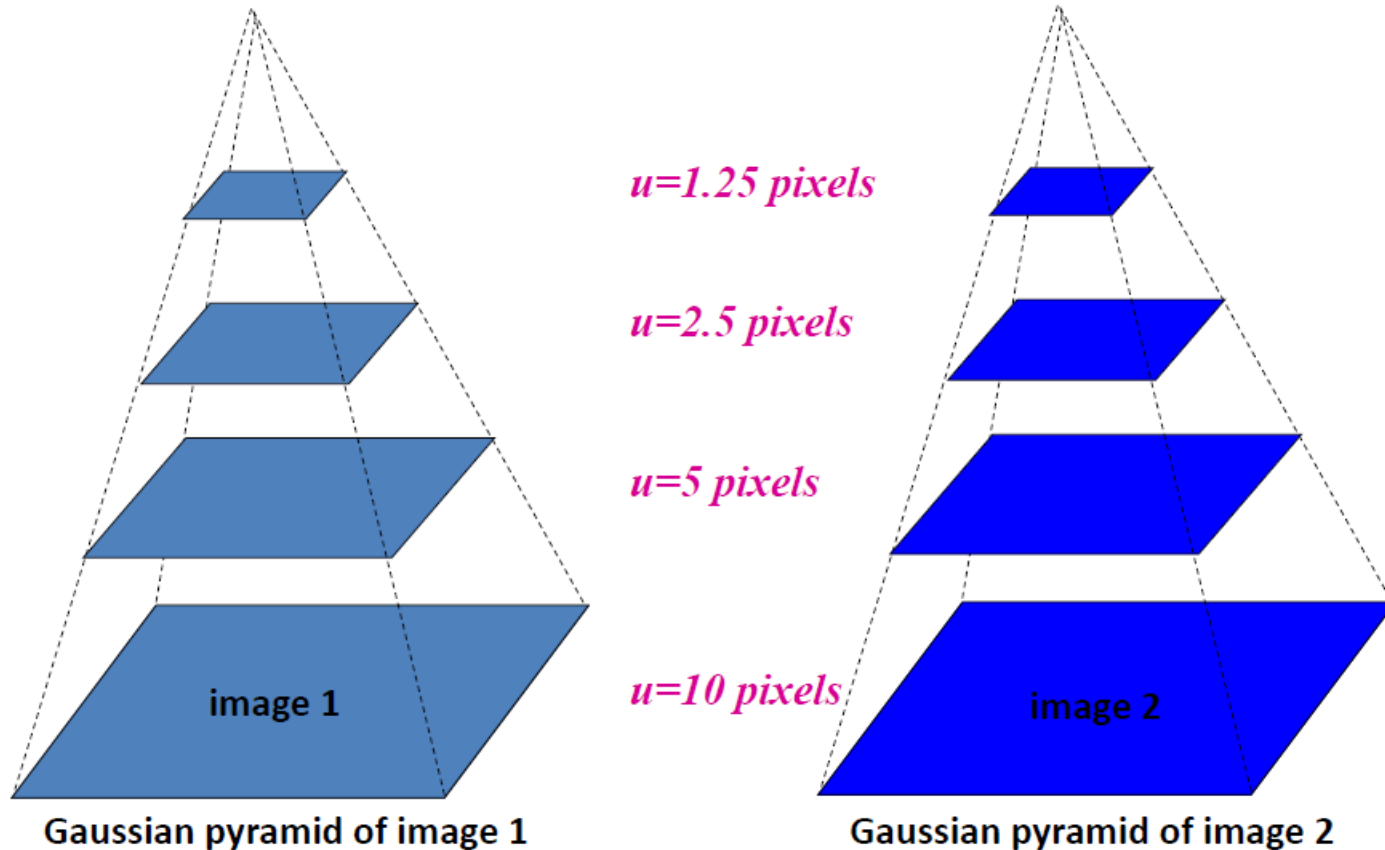 u=1.25 pixels
u=2.5 pixels
u=5 pixels
image 1
u=10 pixels
image 2
Gaussian pyramid of image 1
Gaussian pyramid of image 2